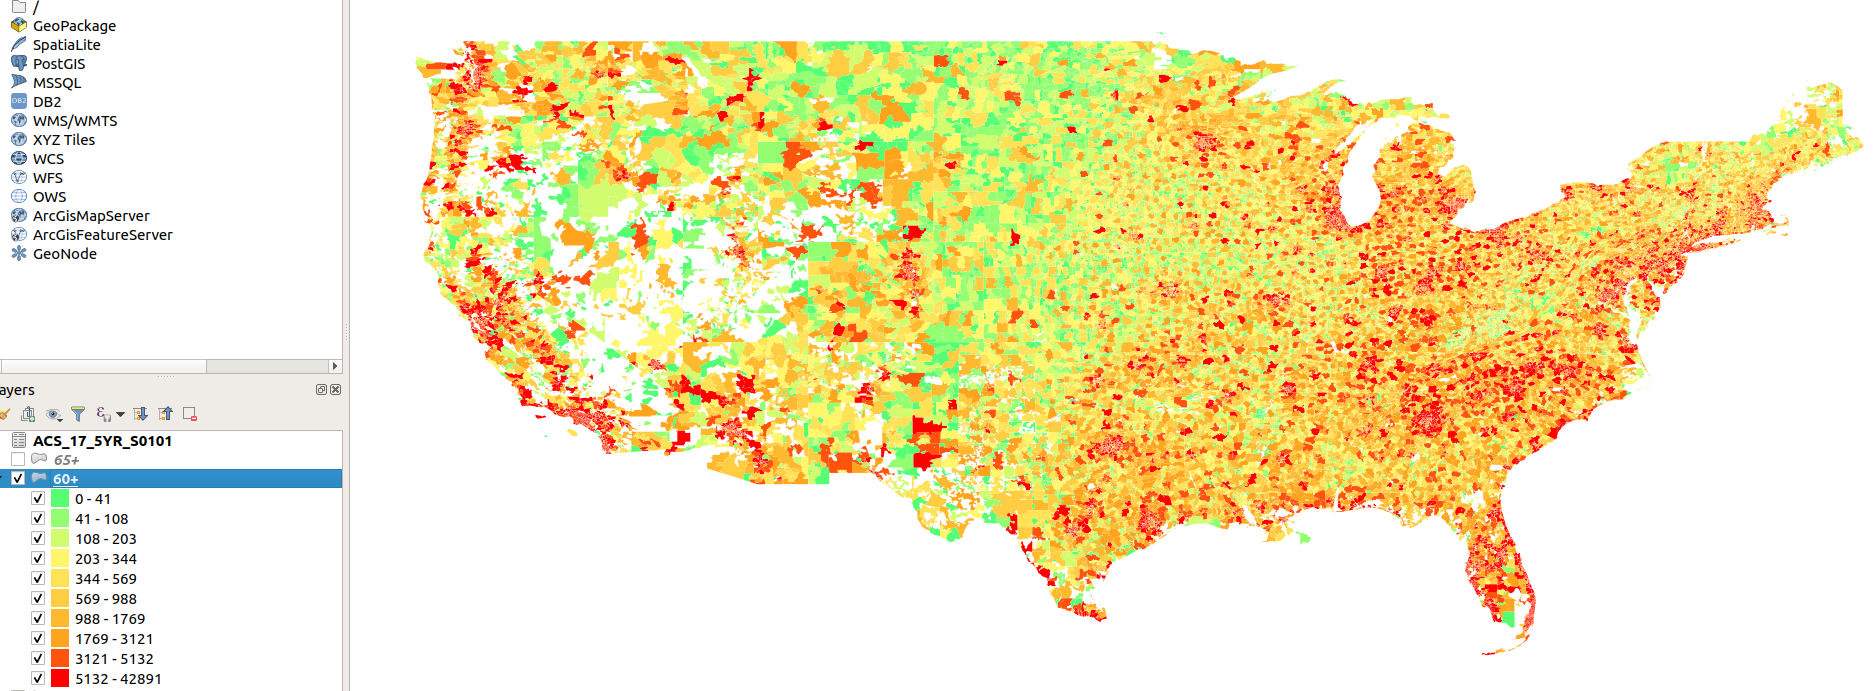 /
GeoPackage
SpatiaLite
PostGIS
MSSQL
DB2
DB2
WMS/WMTS
XYZ Tiles
WCS
WFS
OWS
ArcGisMapServer
ArcGisFeatureServer
GeoNode
ayers
ACS_17_5YR_S0101
65+
60+
0 - 41
41 - 108
108 - 203
203 - 344
344 - 569
569 - 988
988 - 1769
1769 - 3121
3121 - 5132
5132 - 42891